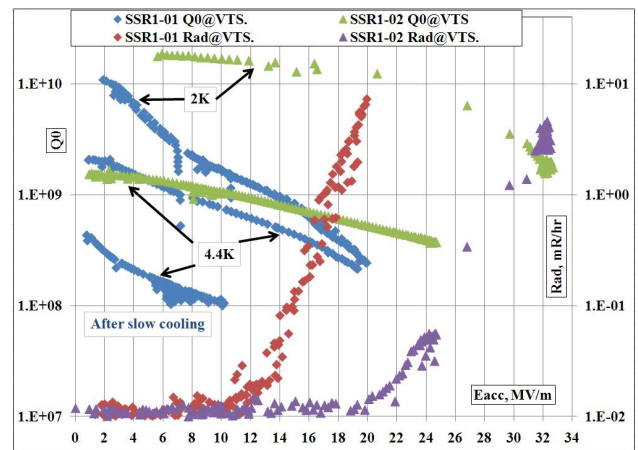 SSR1-01 Q0@VTS. SSR1-02 Q0@VTS.
SSR1-01 Rad@VTS. SSR1-02 Rad@VTS.
1.E+10 1.E+01
2K
Q0
1.E+09 1.E+00
4.4K
Rad, mR/hr
1.E+08 1.E-01
After slow cooling
Eacc, MV/m
1.E+07 1.E-02
0 2 4 6 8 10 12 14 16 18 20 22 24 26 28 30 32 34